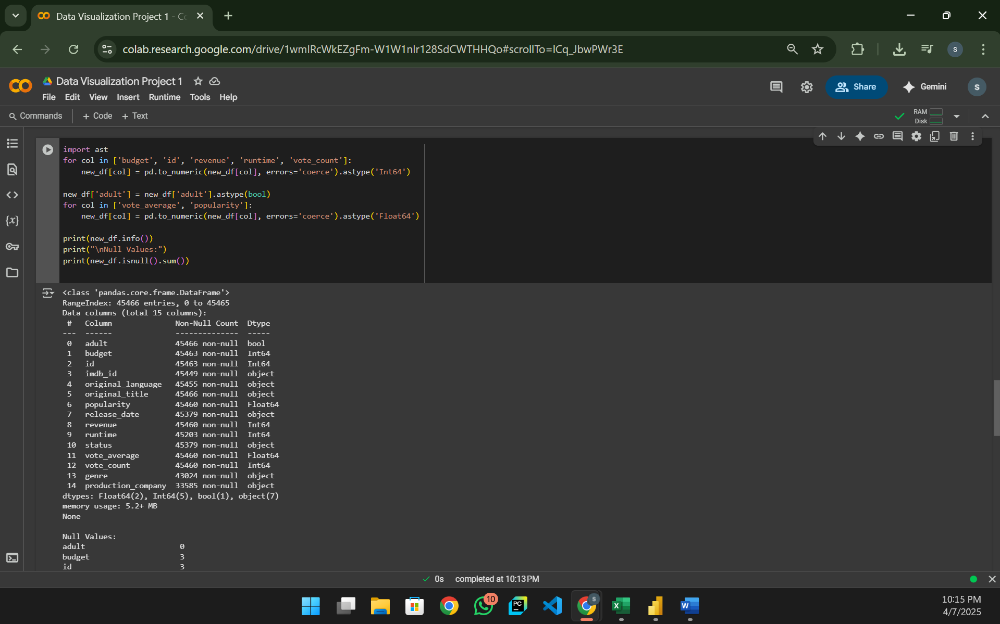 Data Visualization Project 1 - Co
colab.research.google.com/drive/1wmIRcWkEZgFm-W1W1nIr128SdCWTHHQo#scrollTo=ICq_JbwPWr3E
S
Data Visualization Project 1
File Edit View Insert Runtime Tools Help
Share
Gemini
S
Commands + Code + Text
RAM
Disk
import ast
for col in ['budget', 'id', 'revenue', 'runtime', 'vote_count']:
    new_df[col] = pd.to_numeric(new_df[col], errors='coerce').astype('Int64')
new_df['adult'] = new_df['adult'].astype(bool)
for col in ['vote_average', 'popularity']:
    new_df[col] = pd.to_numeric(new_df[col], errors='coerce').astype('Float64')
print(new_df.info())
print("\nNull Values:")
print(new_df.isnull().sum())
<class 'pandas.core.frame.DataFrame'>
RangeIndex: 45466 entries, 0 to 45465
Data columns (total 15 columns):
 #   Column              Non-Null Count  Dtype
---  ------              --------------  -----
 0   adult               45466 non-null  bool
 1   budget              45463 non-null  Int64
 2   id                  45463 non-null  Int64
 3   imdb_id             45449 non-null  object
 4   original_language   45455 non-null  object
 5   original_title      45466 non-null  object
 6   popularity          45460 non-null  Float64
 7   release_date        45379 non-null  object
 8   revenue             45460 non-null  Int64
 9   runtime             45203 non-null  Int64
 10  status              45379 non-null  object
 11  vote_average        45460 non-null  Float64
 12  vote_count          45460 non-null  Int64
 13  genre               43024 non-null  object
 14  production_company  33585 non-null  object
dtypes: Float64(2), Int64(5), bool(1), object(7)
memory usage: 5.2+ MB
None
Null Values:
adult                     0
budget                    3
id                        3
0s completed at 10:13 PM
10
PC
S
X
W
10:15 PM
4/7/2025